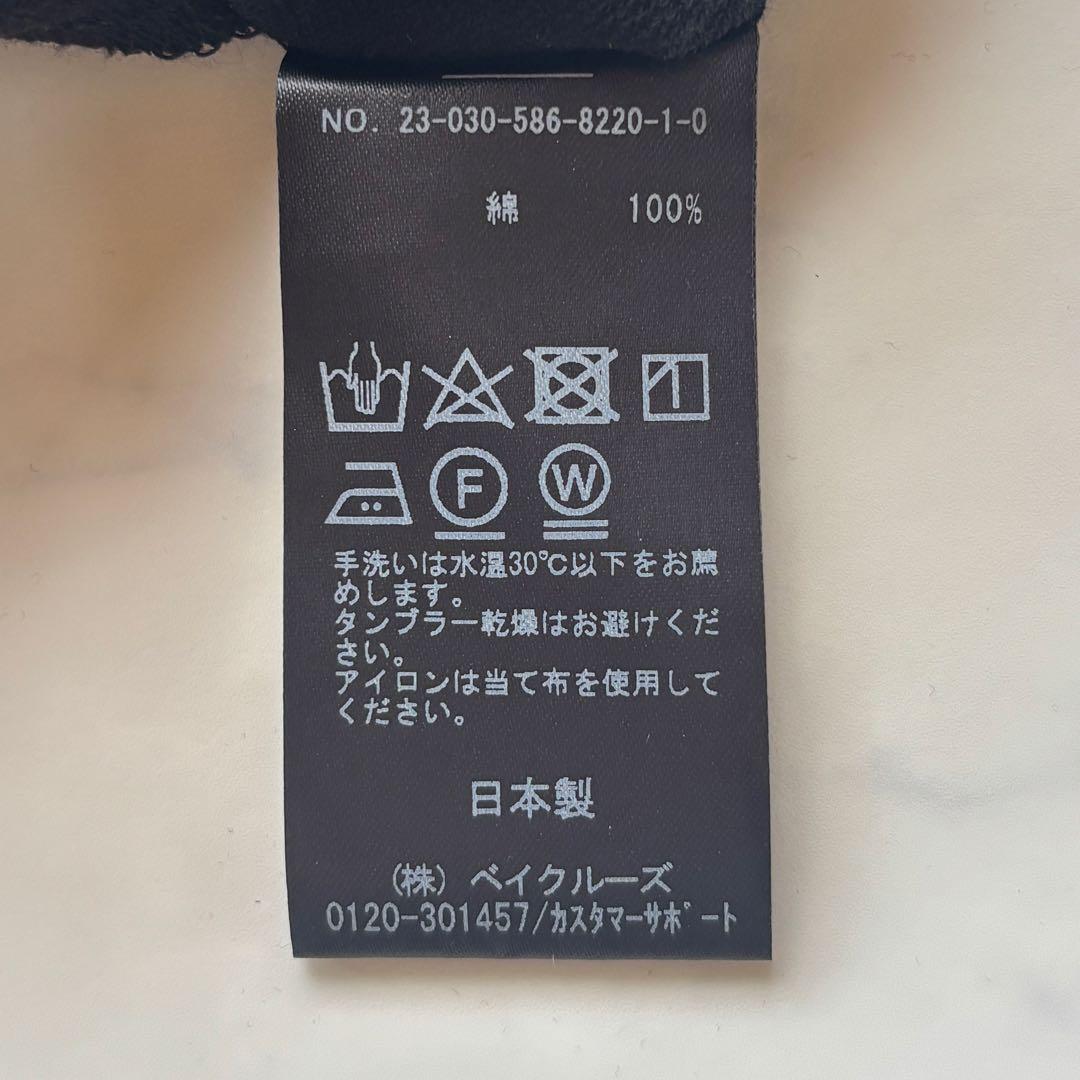 NO. 23-030-586-8220-1-0
綿 100%
F W
手洗いは水温30℃以下をお薦
めします。
タンブラー乾燥はお避けくだ
さい。
アイロンは当て布を使用して
ください。
日本製
(株) ベイクルーズ
0120-301457/ｶｽﾀﾏｰｻﾎﾟｰﾄ